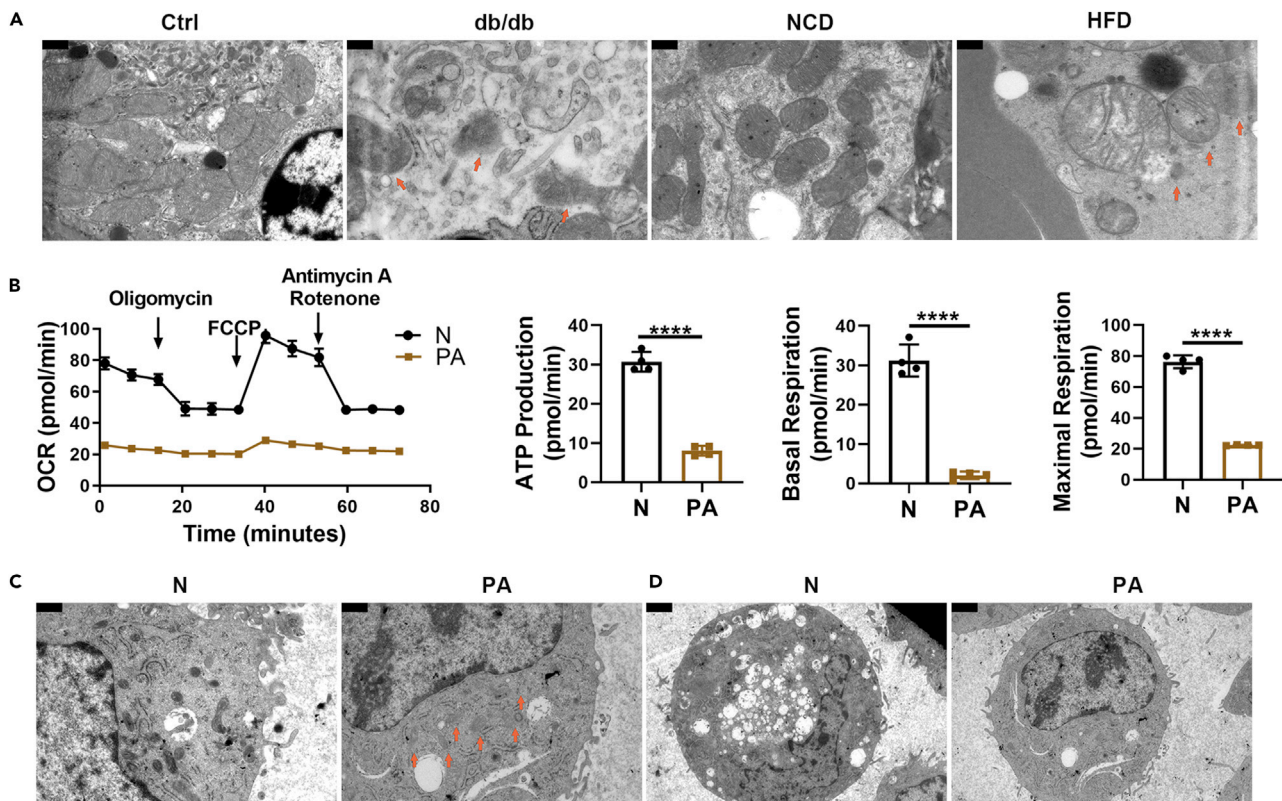 A
Ctrl
db/db
NCD
HFD
B
Oligomycin
FCCP
Antimycin A
Rotenone
N
PA
OCR (pmol/min)
100
80
60
40
20
0
0
20
40
60
80
Time (minutes)
ATP Production
(pmol/min)
40
30
20
10
0
****
N
PA
Basal Respiration
(pmol/min)
40
30
20
10
0
****
N
PA
Maximal Respiration
(pmol/min)
100
80
60
40
20
0
****
N
PA
C
N
PA
D
N
PA